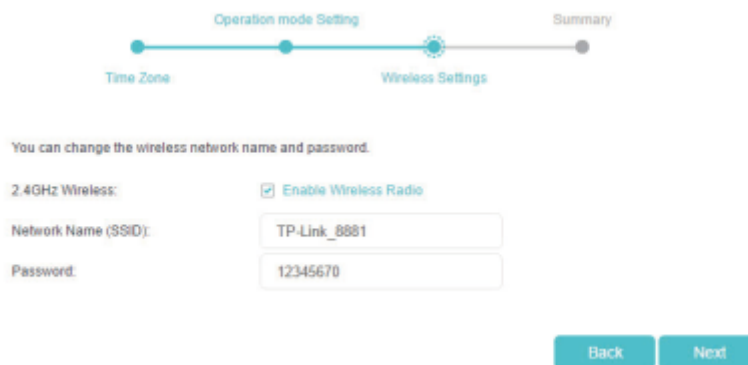 Operation mode Setting Summary
Time Zone Wireless Settings
You can change the wireless network name and password.
2.4GHz Wireless: Enable Wireless Radio
Network Name (SSID): TP-Link_8881
Password: 12345670
Back Next